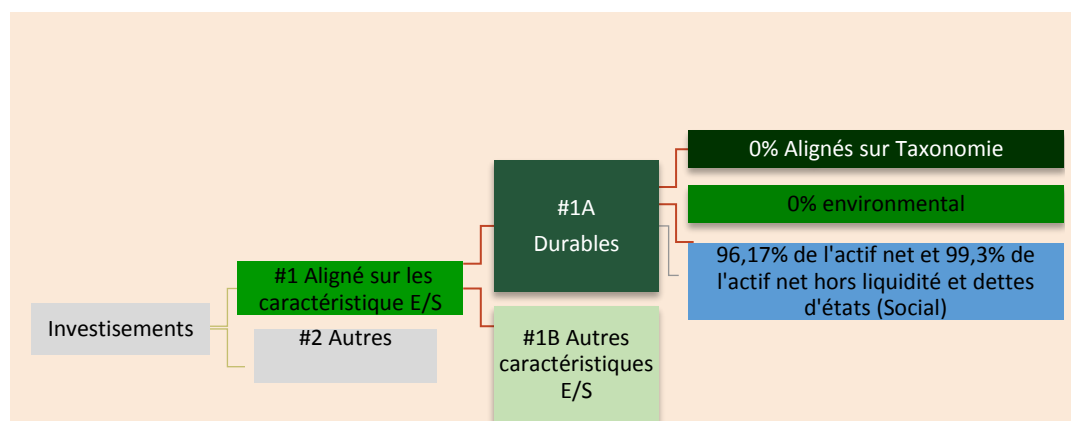 Investisements
#1 Aligné sur les
caractéristique E/S
#2 Autres
#1A
Durables
#1B Autres
caractéristiques
E/S
0% Alignés sur Taxonomie
0% environmental
96,17% de l'actif net et 99,3% de
l'actif net hors liquidité et dettes
d'états (Social)